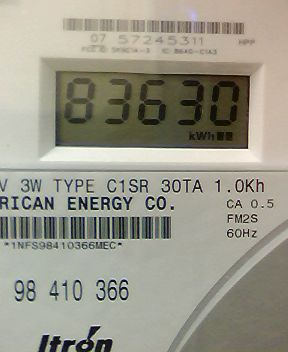 07 57245311 HPP
83630
kWh
V 3W TYPE C1SR 30TA 1.0Kh
RICAN ENERGY CO.
CA 0.5
FM2S
60Hz
*1NFS98410366MEC*
98 410 366
Itron